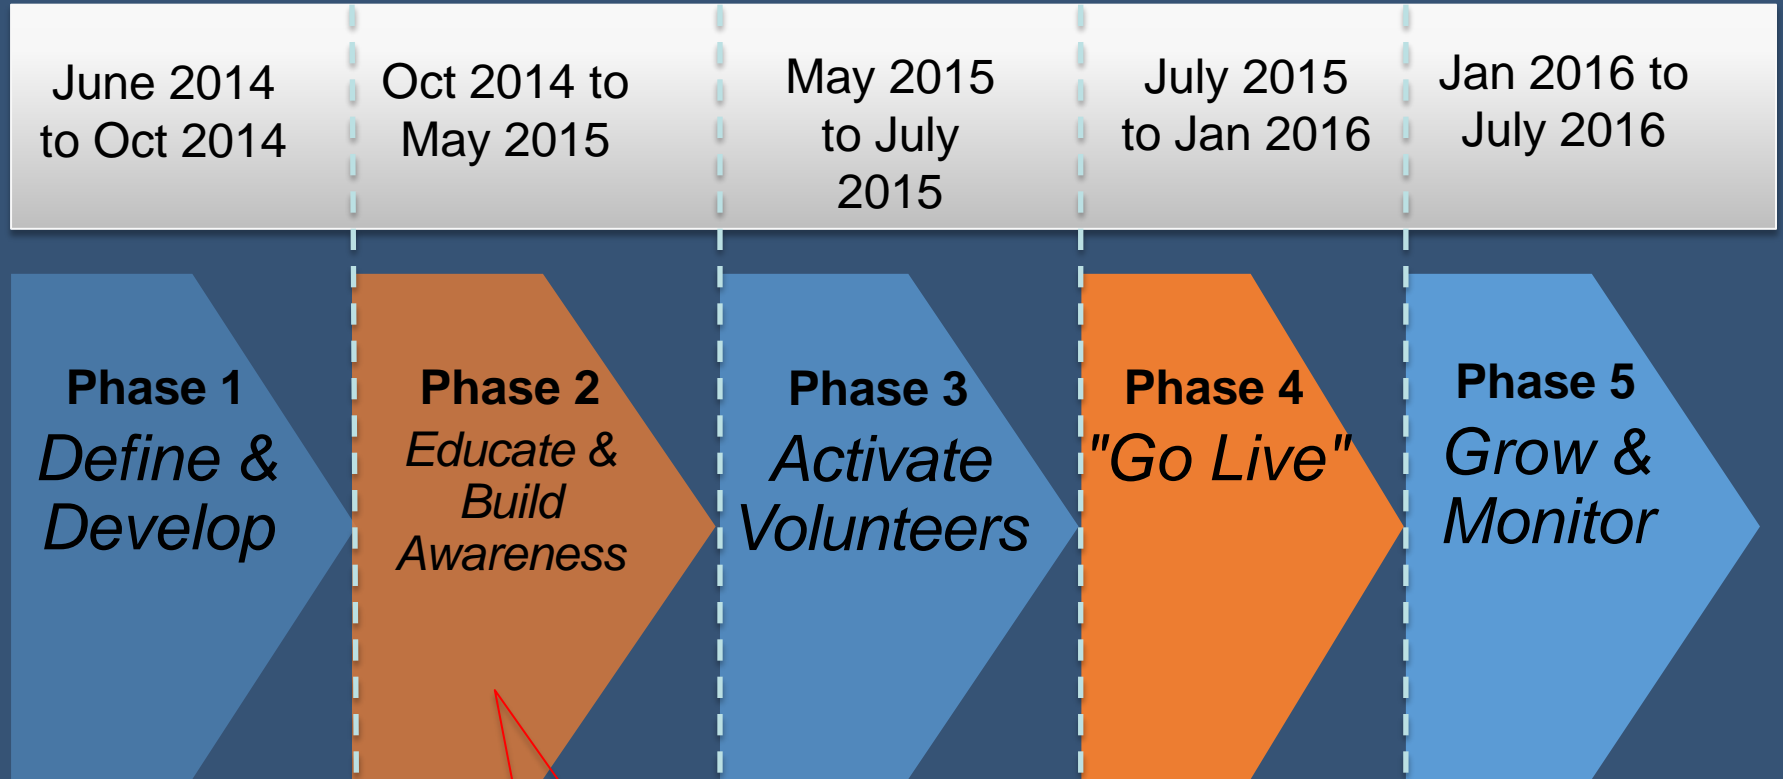 June 2014
to Oct 2014
Oct 2014 to
May 2015
May 2015
to July
2015
July 2015
to Jan 2016
Jan 2016 to
July 2016
Phase 1
Define &
Develop
Phase 2
Educate &
Build
Awareness
Phase 3
Activate
Volunteers
Phase 4
"Go Live"
Phase 5
Grow &
Monitor